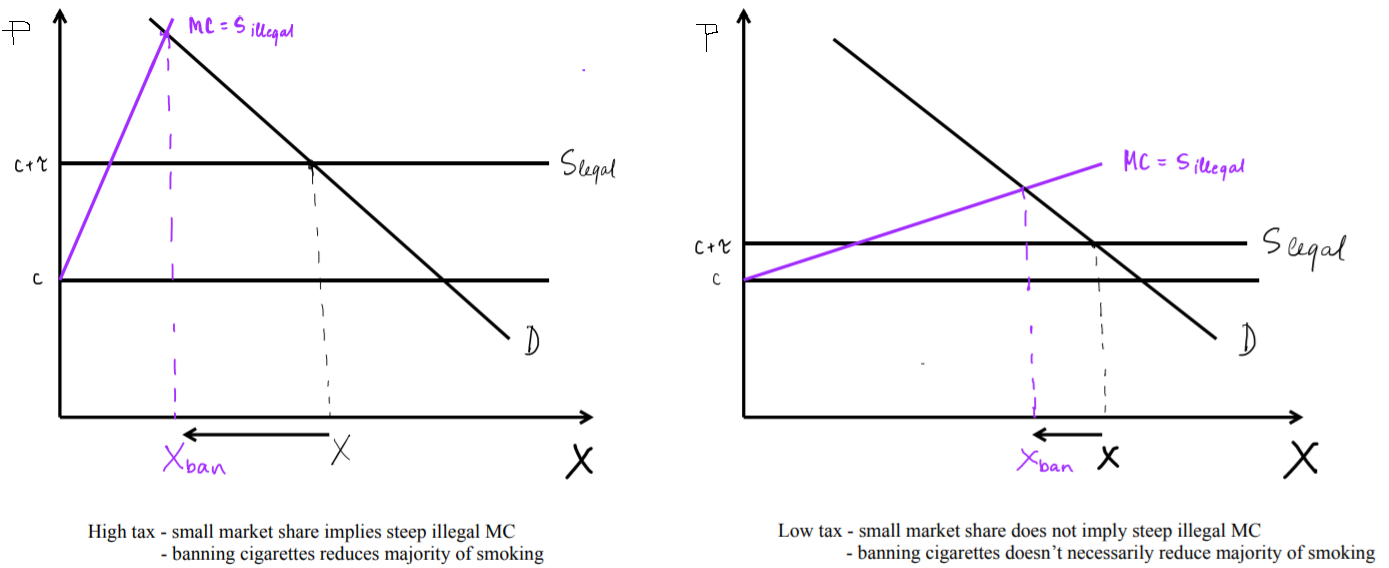 P
MC = S illegal
C+τ
S legal
C
D
X ban
X
X
High tax - small market share implies steep illegal MC
- banning cigarettes reduces majority of smoking
P
MC = S illegal
C+τ
S legal
C
D
X ban
X
X
Low tax - small market share does not imply steep illegal MC
- banning cigarettes doesn’t necessarily reduce majority of smoking